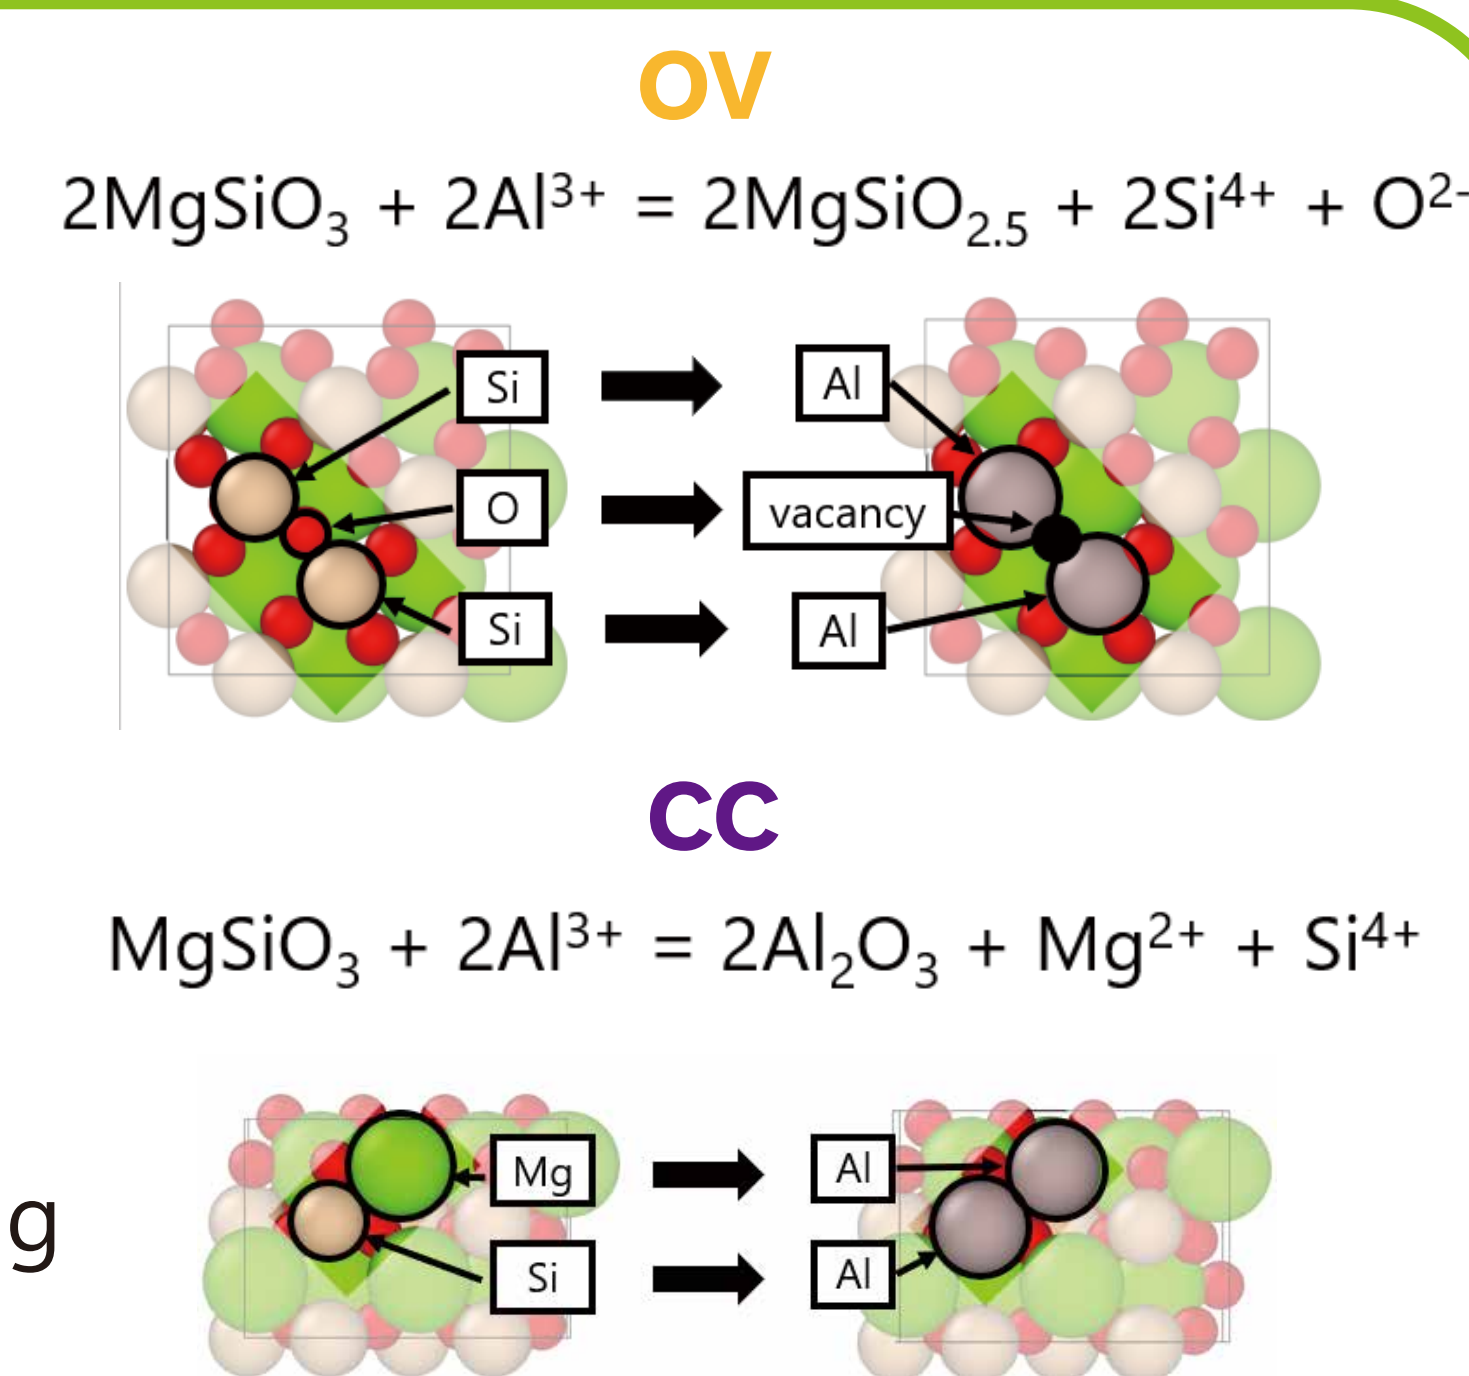 OV
2MgSiO₃ + 2Al³⁺ = 2MgSiO₂.₅ + 2Si⁴⁺ + O²⁻
Si Al
O vacancy
Si Al
CC
MgSiO₃ + 2Al³⁺ = 2Al₂O₃ + Mg²⁺ + Si⁴⁺
Mg Al
g
Si Al